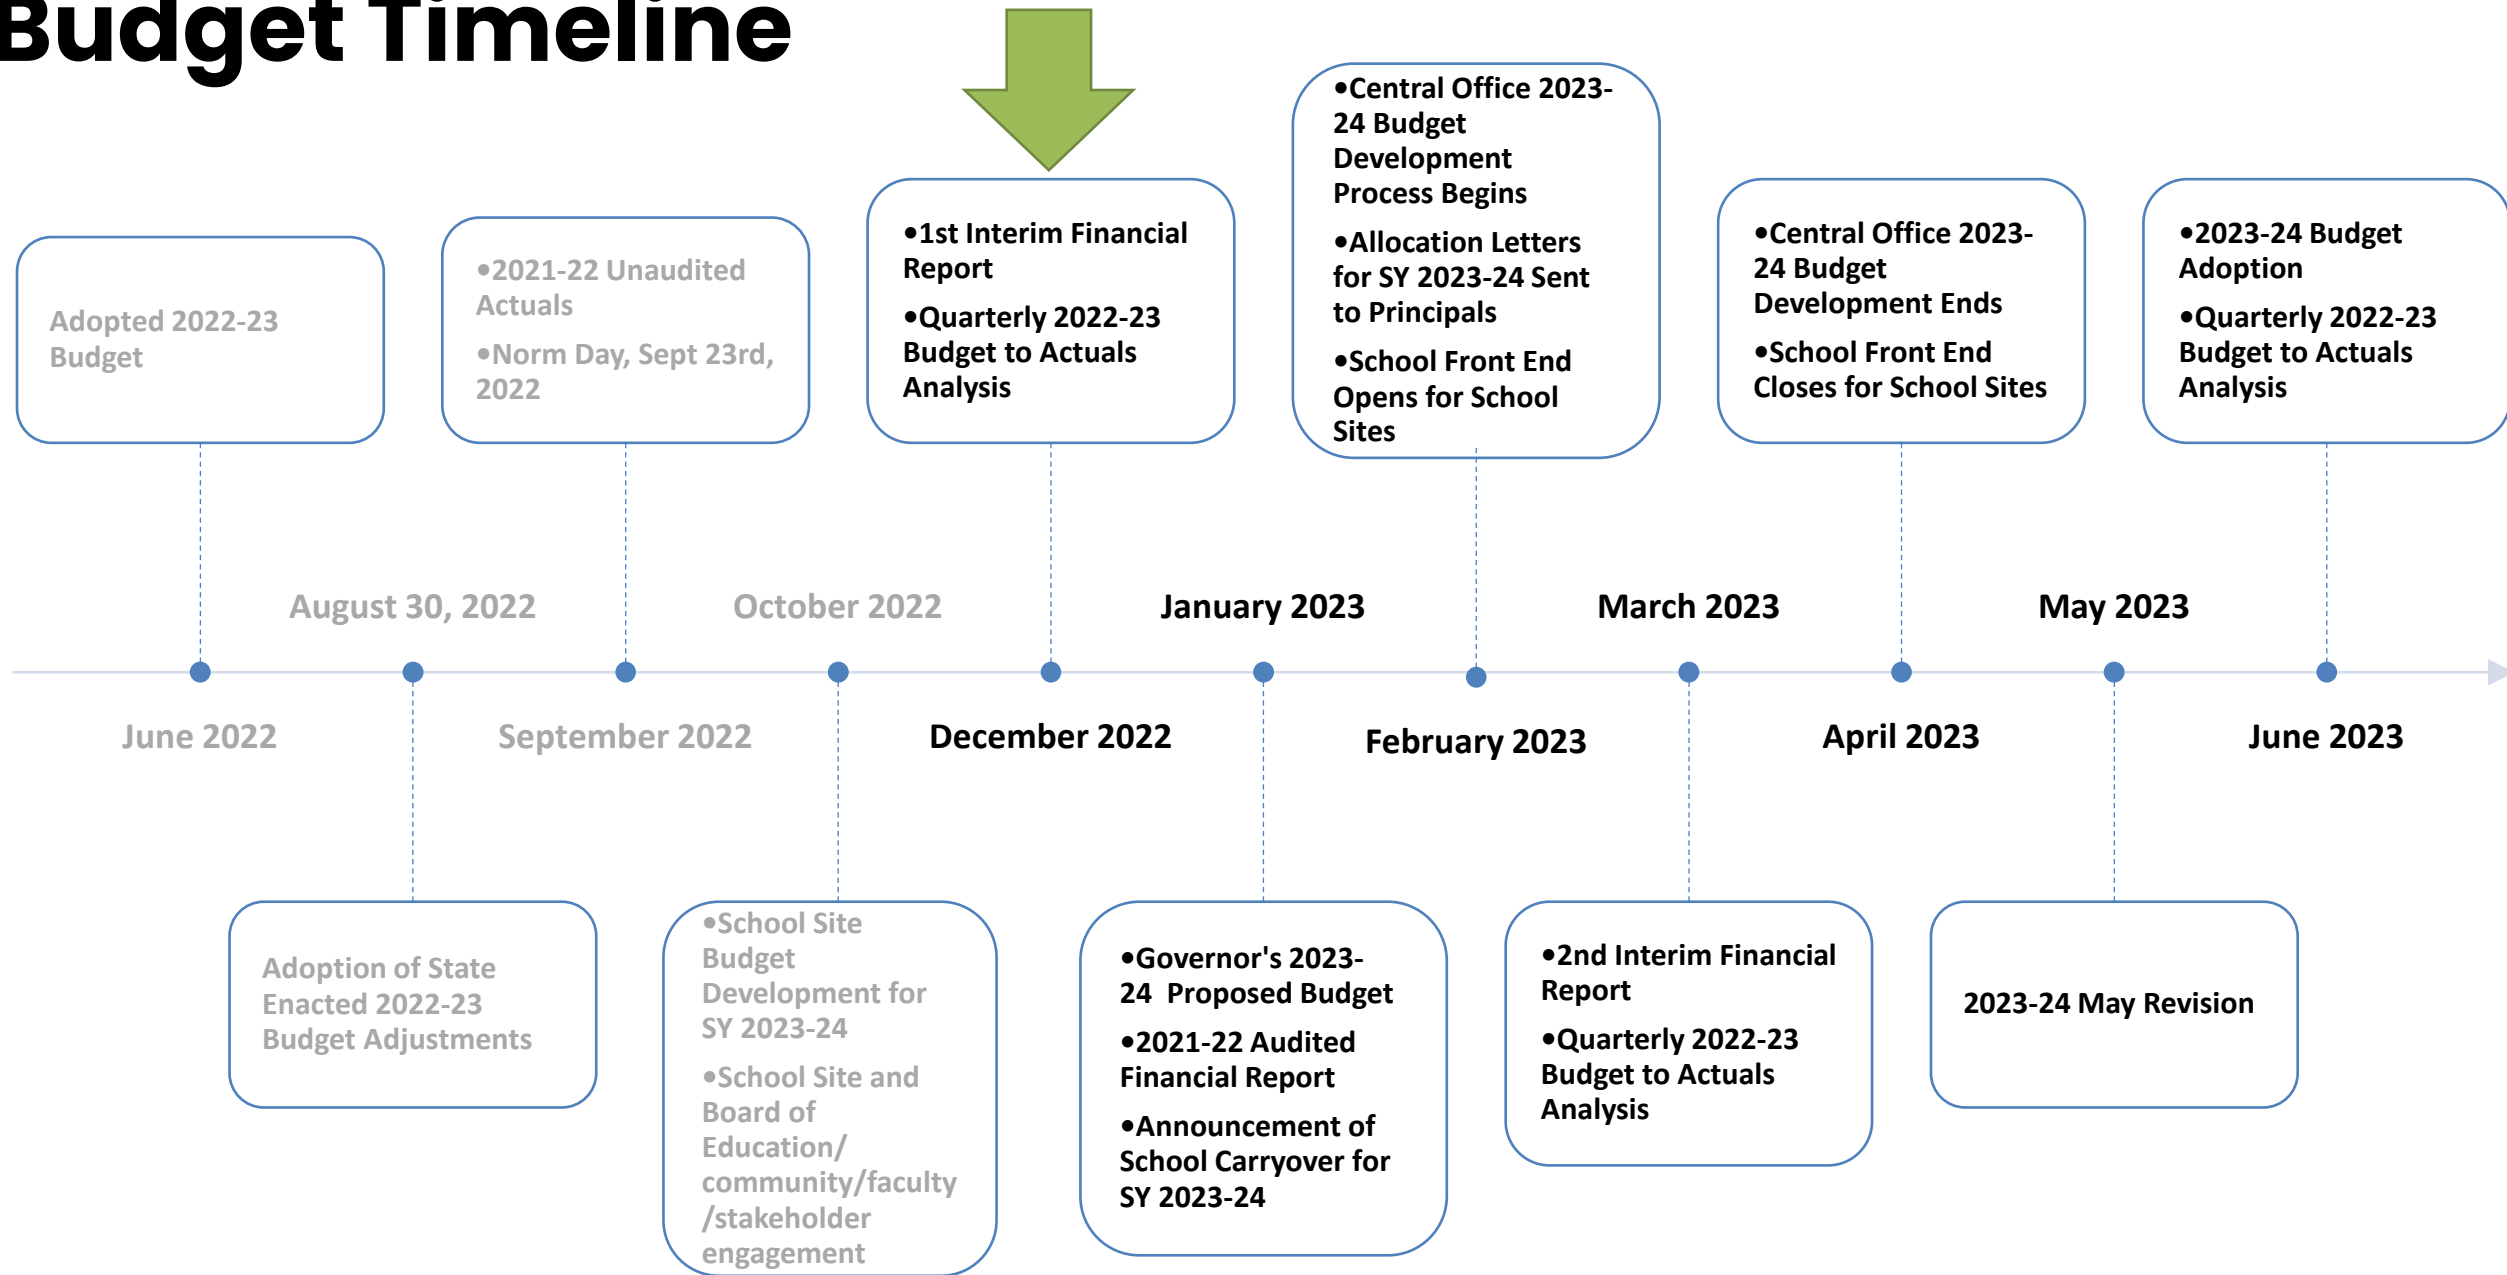 Budget Timeline
Adopted 2022-23
Budget
•2021-22 Unaudited
Actuals
•Norm Day, Sept 23rd,
2022
•1st Interim Financial
Report
•Quarterly 2022-23
Budget to Actuals
Analysis
•Central Office 2023-
24 Budget
Development
Process Begins
•Allocation Letters
for SY 2023-24 Sent
to Principals
•School Front End
Opens for School
Sites
•Central Office 2023-
24 Budget
Development Ends
•School Front End
Closes for School Sites
•2023-24 Budget
Adoption
•Quarterly 2022-23
Budget to Actuals
Analysis
August 30, 2022
October 2022
January 2023
March 2023
May 2023
June 2022
September 2022
December 2022
February 2023
April 2023
June 2023
Adoption of State
Enacted 2022-23
Budget Adjustments
•School Site
Budget
Development for
SY 2023-24
•School Site and
Board of
Education/
community/faculty
/stakeholder
engagement
•Governor's 2023-
24  Proposed Budget
•2021-22 Audited
Financial Report
•Announcement of
School Carryover for
SY 2023-24
•2nd Interim Financial
Report
•Quarterly 2022-23
Budget to Actuals
Analysis
2023-24 May Revision